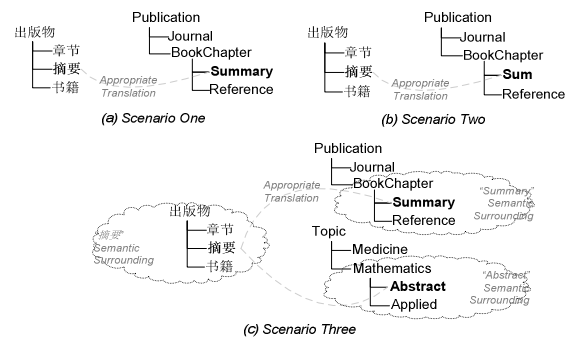 出版物
章节
摘要
书籍
Publication
Journal
BookChapter
Summary
Reference
Appropriate
Translation
(a) Scenario One
出版物
章节
摘要
书籍
Publication
Journal
BookChapter
Sum
Reference
Appropriate
Translation
(b) Scenario Two
Publication
Journal
BookChapter
Summary
Reference
"Summary"
Semantic
Surrounding
Appropriate
Translation
出版物
章节
摘要
书籍
"摘要"
Semantic
Surrounding
Topic
Medicine
Mathematics
Abstract
Applied
"Abstract"
Semantic
Surrounding
(c) Scenario Three